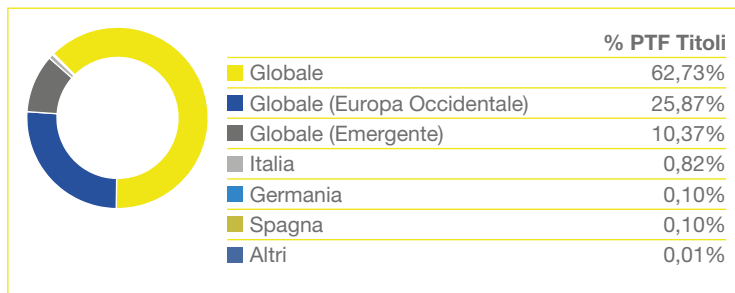 % PTF Titoli
Globale 62,73%
Globale (Europa Occidentale) 25,87%
Globale (Emergente) 10,37%
Italia 0,82%
Germania 0,10%
Spagna 0,10%
Altri 0,01%